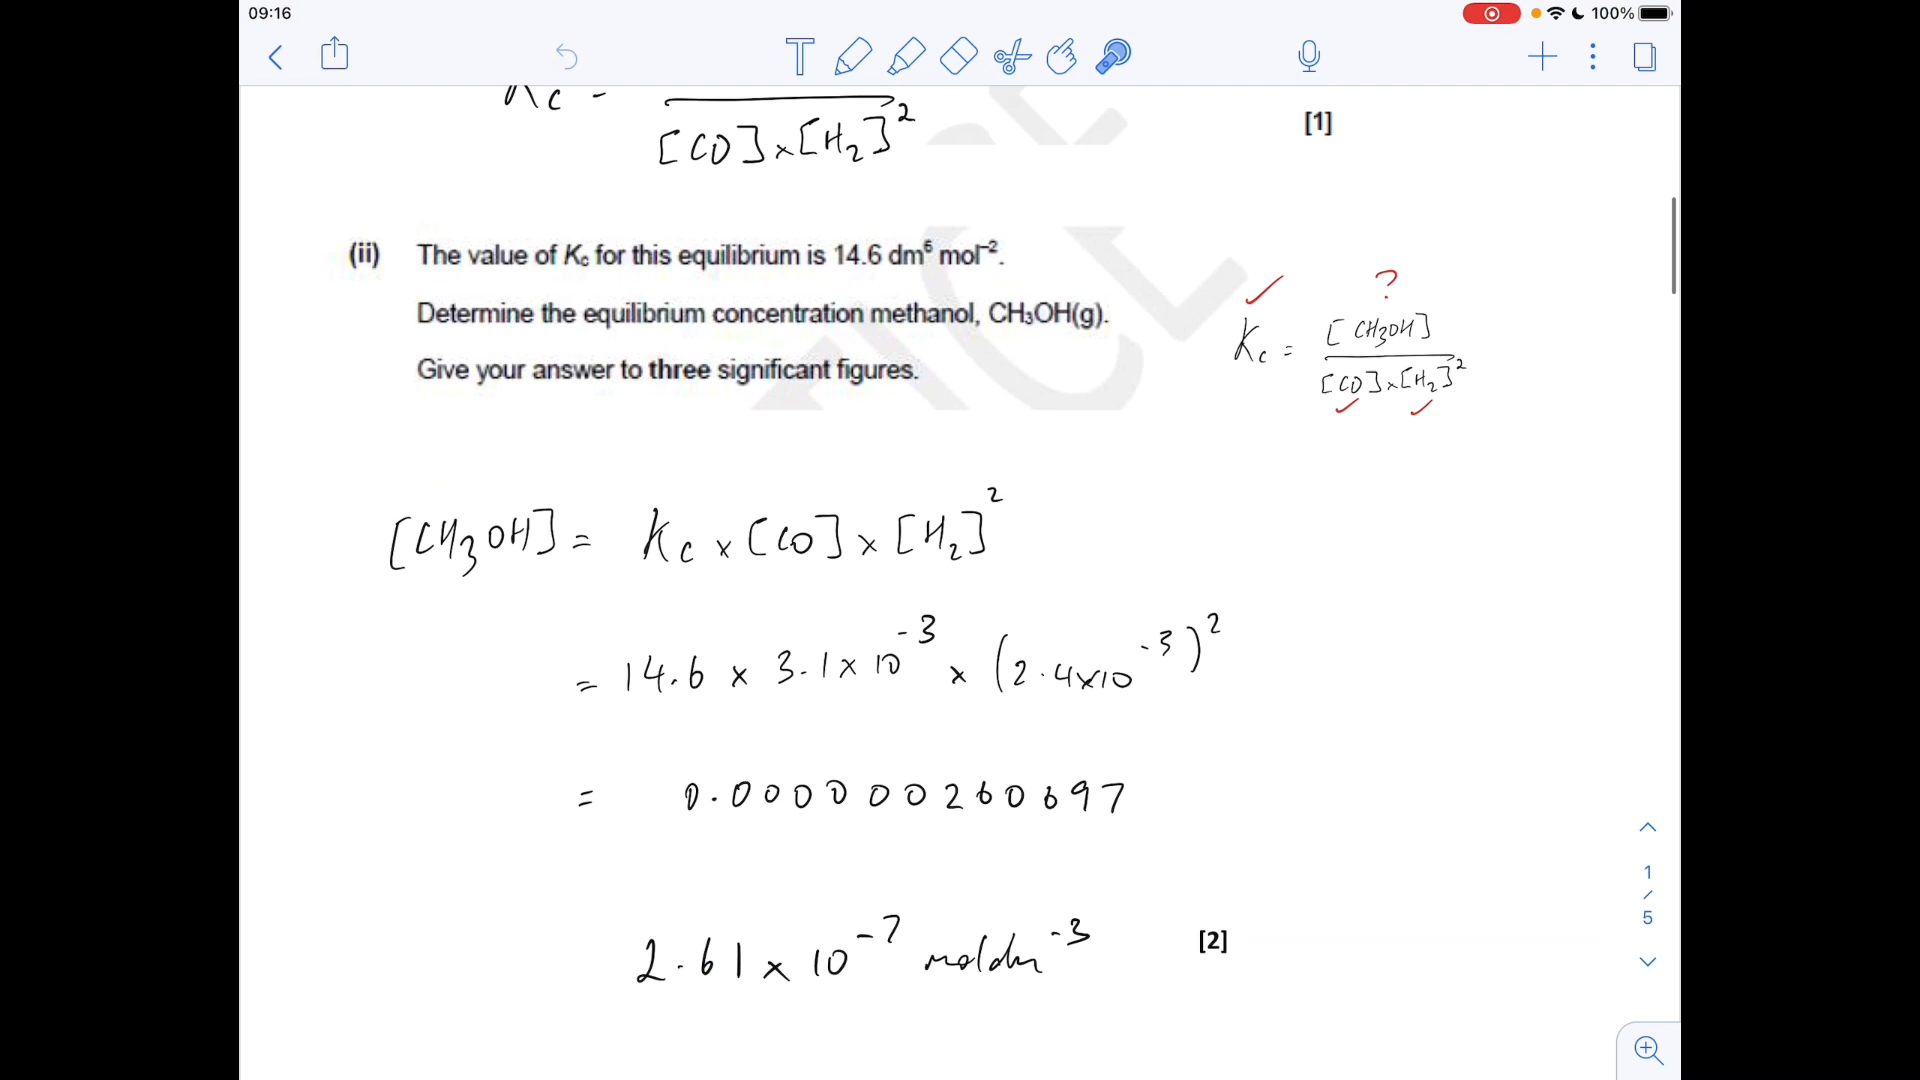 09:16
100%
T
Kc =
[CO] × [H₂]²
[1]
(ii) The value of Kc for this equilibrium is 14.6 dm⁶ mol⁻².
Determine the equilibrium concentration methanol, CH₃OH(g).
Give your answer to three significant figures.
?
Kc = [CH₃OH]
[CO] × [H₂]²
[CH₃OH] = Kc × [CO] × [H₂]²
= 14.6 × 3.1 × 10⁻³ × (2.4×10⁻³)²
= 0.000000260697
2.61 × 10⁻⁷ moldm⁻³
[2]
1
/
5